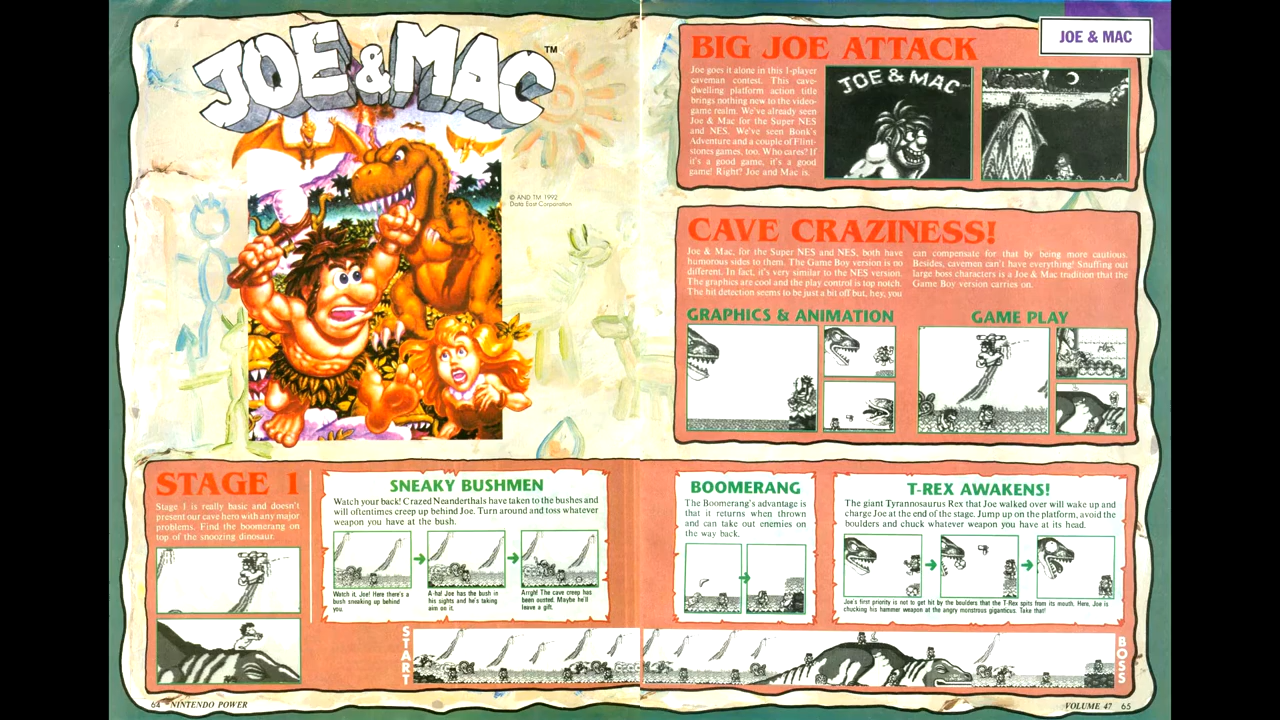 JOE & MAC™
© AND TM 1992
Data East Corporation
JOE & MAC
BIG JOE ATTACK
Joe goes it alone in this 1-player
caveman contest. This cave-
dwelling platform action title
brings nothing new to the video-
game realm. We've already seen
Joe & Mac for the Super NES
and NES. We've seen Bonk's
Adventure and a couple of Flint-
stones games, too. Who cares? If
it's a good game, it's a good
game! Right? Joe and Mac is.
JOE & MAC
CAVE CRAZINESS!
Joe & Mac, for the Super NES and NES, both have
humorous sides to them. The Game Boy version is no
different. In fact, it's very similar to the NES version.
The graphics are cool and the play control is top notch.
The hit detection seems to be just a bit off but, hey, you
can compensate for that by being more cautious.
Besides, cavemen can't have everything! Snuffing out
large boss characters is a Joe & Mac tradition that the
Game Boy version carries on.
GRAPHICS & ANIMATION
GAME PLAY
STAGE 1
Stage 1 is really basic and doesn't
present our cave hero with any major
problems. Find the boomerang on
top of the snoozing dinosaur.
SNEAKY BUSHMEN
Watch your back! Crazed Neanderthals have taken to the bushes and
will oftentimes creep up behind Joe. Turn around and toss whatever
weapon you have at the bush.
Watch it, Joe! Here there's a
bush sneaking up behind
you.
A-ha! Joe has the bush in
his sights and he's taking
aim on it.
Arrgh! The cave creep has
been ousted. Maybe he'll
leave a gift.
BOOMERANG
The Boomerang's advantage is
that it returns when thrown
and can take out enemies on
the way back.
T-REX AWAKENS!
The giant Tyrannosaurus Rex that Joe walked over will wake up and
charge Joe at the end of the stage. Jump up on the platform, avoid the
boulders and chuck whatever weapon you have at its head.
Joe's first priority is not to get hit by the boulders that the T-Rex spits from its mouth. Here, Joe is
chucking his hammer weapon at the angry monstrous giganticus. Take that!
START
BOSS
64 NINTENDO POWER
VOLUME 47 65